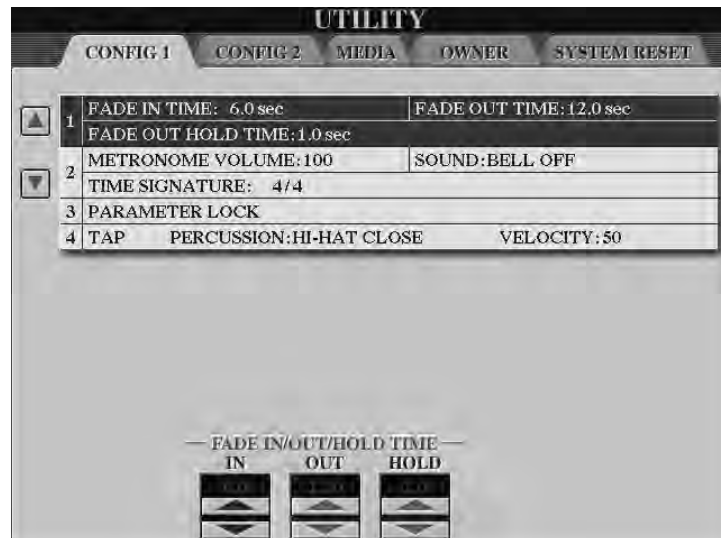 UTILITY
CONFIG 1 CONFIG 2 MEDIA OWNER SYSTEM RESET
1 FADE IN TIME: 6.0 sec FADE OUT TIME:12.0 sec
FADE OUT HOLD TIME:1.0 sec
2 METRONOME VOLUME:100 SOUND:BELL OFF
TIME SIGNATURE: 4/4
3 PARAMETER LOCK
4 TAP PERCUSSION:HI-HAT CLOSE VELOCITY:50
FADE IN/OUT/HOLD TIME
IN OUT HOLD